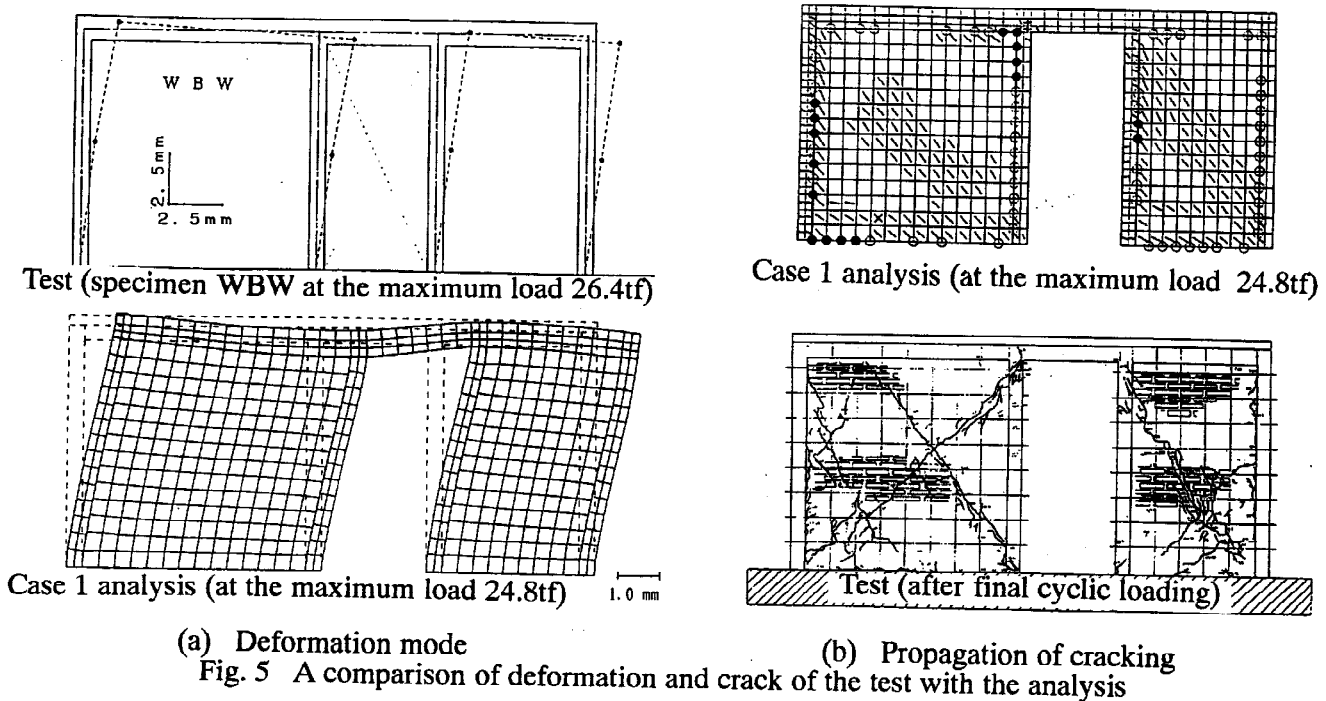 W B W
2.5mm
2.5mm
Test (specimen WBW at the maximum load 26.4tf)
Case 1 analysis (at the maximum load 24.8tf)
1.0 mm
(a) Deformation mode
Case 1 analysis (at the maximum load 24.8tf)
Test (after final cyclic loading)
(b) Propagation of cracking
Fig. 5 A comparison of deformation and crack of the test with the analysis